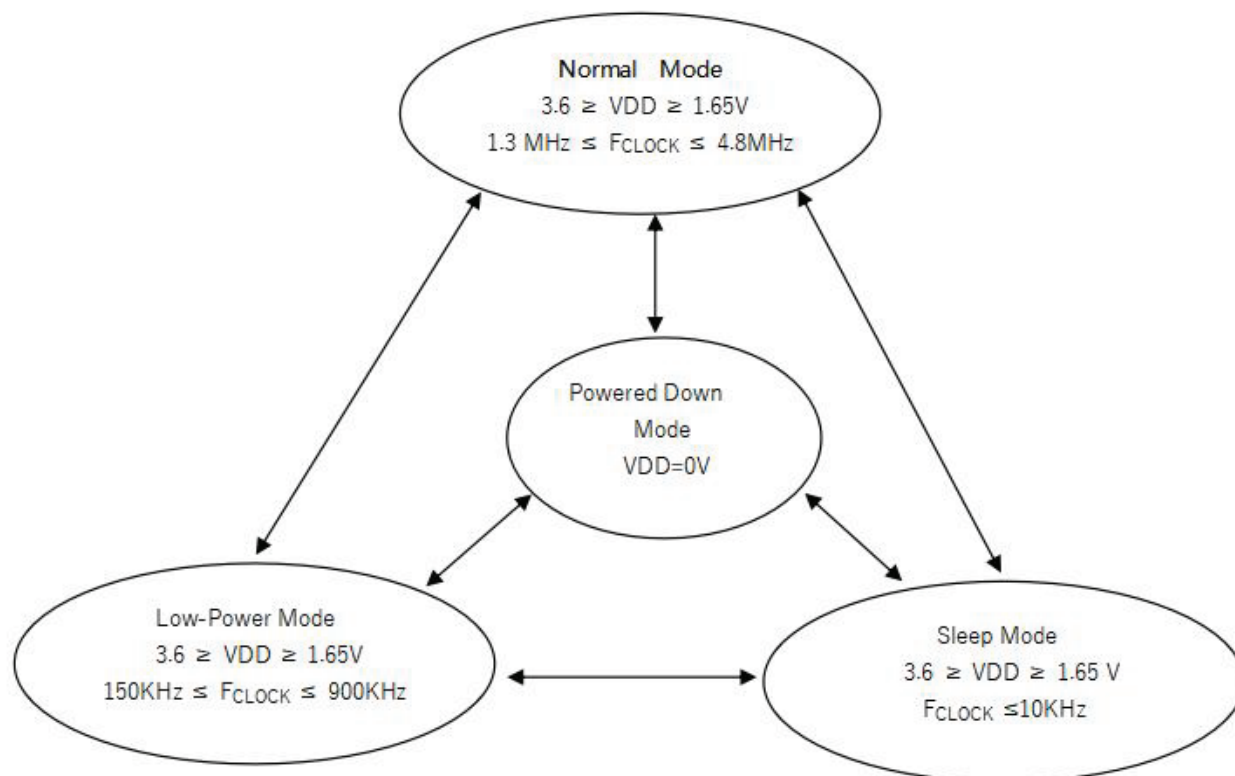 Normal Mode
3.6 ≥ VDD ≥ 1.65V
1.3 MHz ≤ FCLOCK ≤ 4.8MHz
Powered Down
Mode
VDD=0V
Low-Power Mode
3.6 ≥ VDD ≥ 1.65V
150KHz ≤ FCLOCK ≤ 900KHz
Sleep Mode
3.6 ≥ VDD ≥ 1.65 V
FCLOCK ≤10KHz